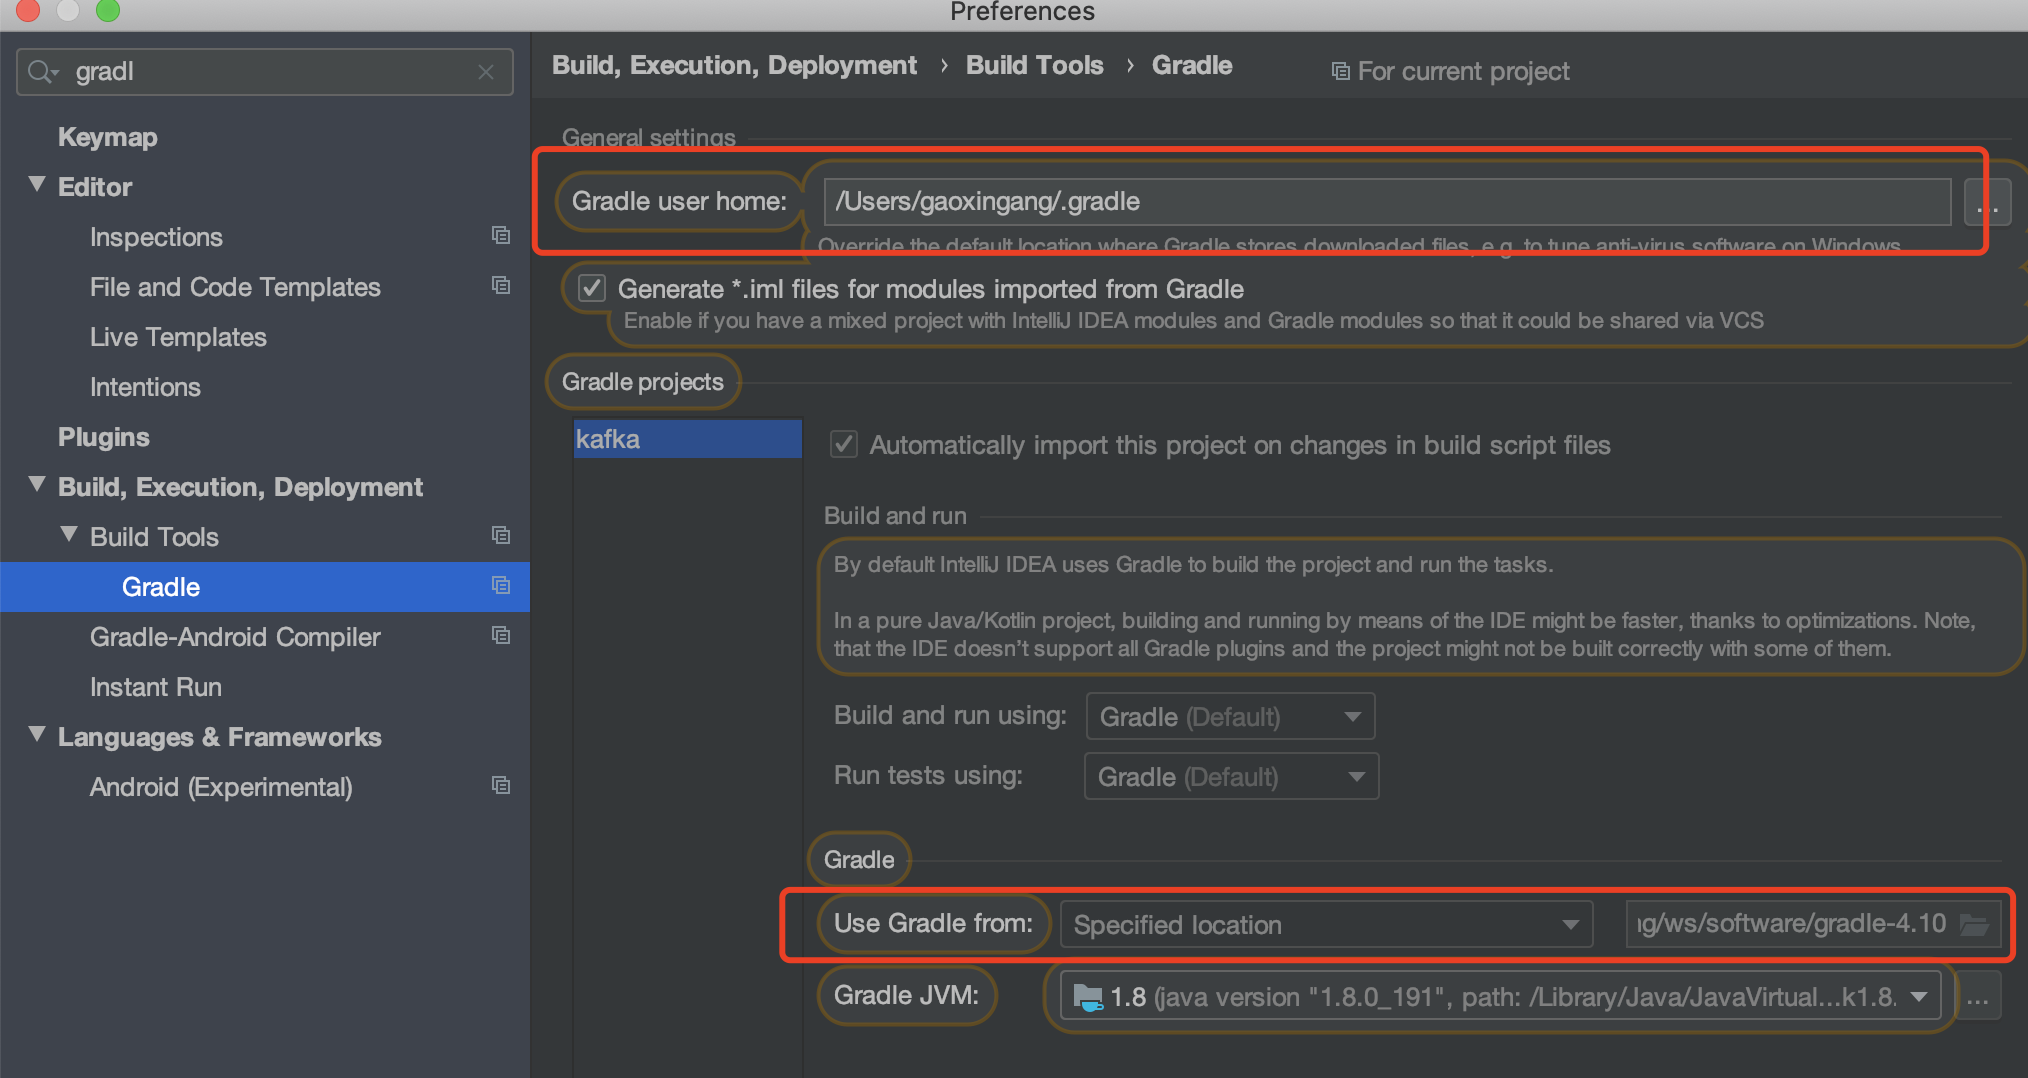 Preferences
gradl
Keymap
Editor
Inspections
File and Code Templates
Live Templates
Intentions
Plugins
Build, Execution, Deployment
Build Tools
Gradle
Gradle-Android Compiler
Instant Run
Languages & Frameworks
Android (Experimental)
Build, Execution, Deployment › Build Tools › Gradle For current project
General settings
Gradle user home: /Users/gaoxingang/.gradle ...
Override the default location where Gradle stores downloaded files, e.g. to tune anti-virus software on Windows
Generate *.iml files for modules imported from Gradle
Enable if you have a mixed project with IntelliJ IDEA modules and Gradle modules so that it could be shared via VCS
Gradle projects
kafka
Automatically import this project on changes in build script files
Build and run
By default IntelliJ IDEA uses Gradle to build the project and run the tasks.
In a pure Java/Kotlin project, building and running by means of the IDE might be faster, thanks to optimizations. Note,
that the IDE doesn't support all Gradle plugins and the project might not be built correctly with some of them.
Build and run using: Gradle (Default)
Run tests using: Gradle (Default)
Gradle
Use Gradle from: Specified location ng/ws/software/gradle-4.10
Gradle JVM: 1.8 (java version "1.8.0_191", path: /Library/Java/JavaVirtual...k1.8. ...